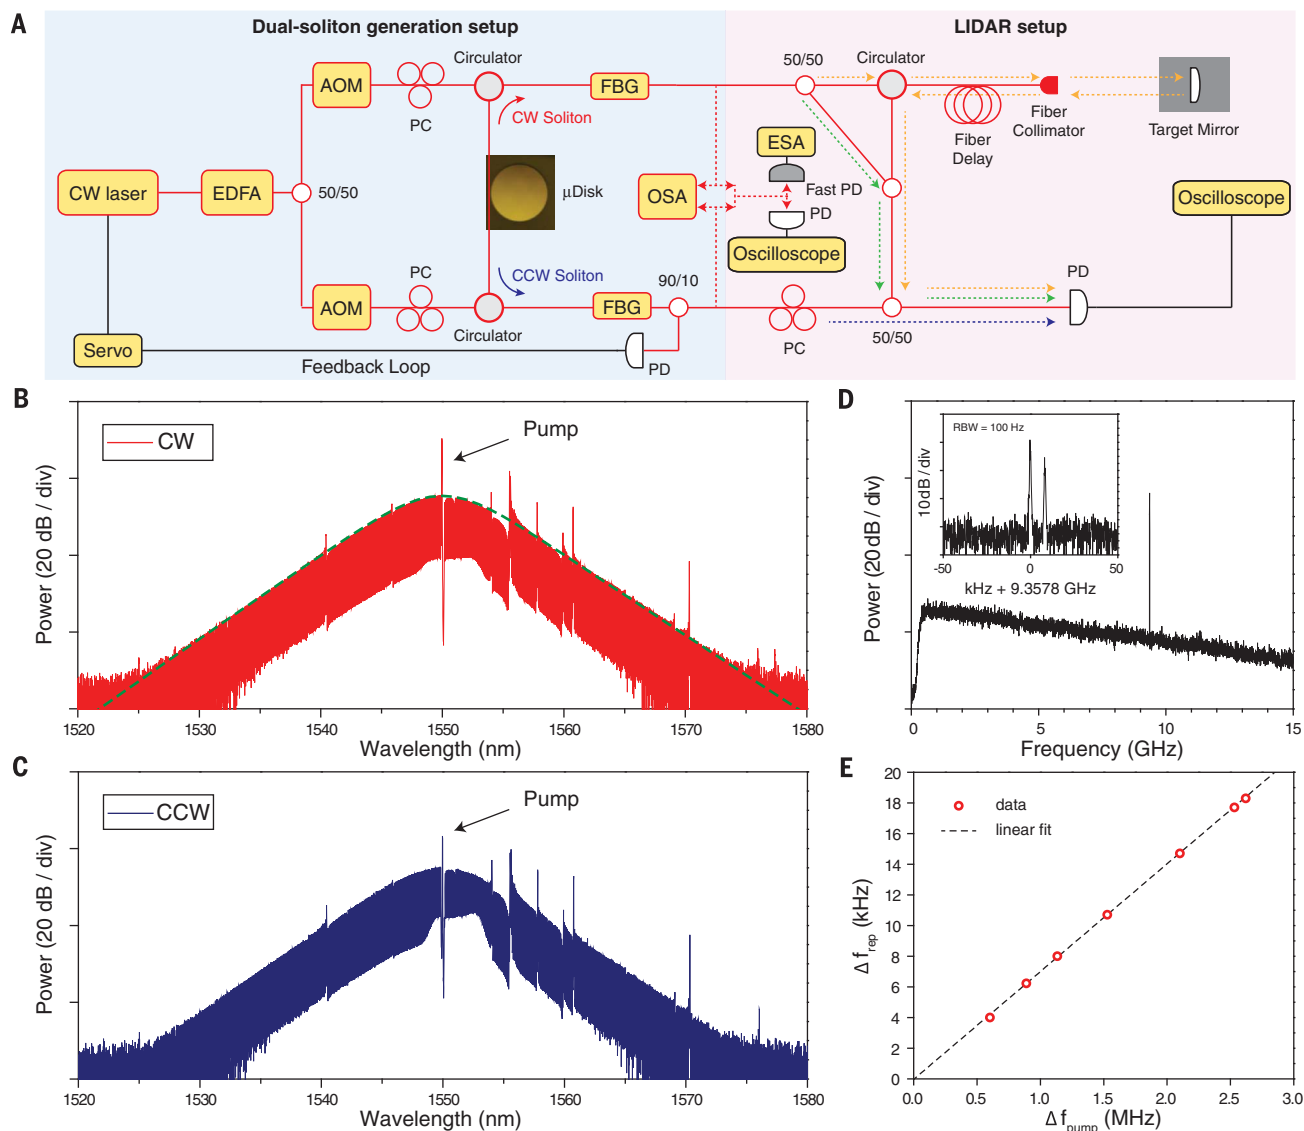 A
Dual-soliton generation setup
LIDAR setup
Circulator
50/50
Circulator
AOM
FBG
PC
CW Soliton
Fiber
Delay
Fiber
Collimator
Target Mirror
ESA
Fast PD
CW laser
EDFA
50/50
μDisk
OSA
PD
Oscilloscope
Oscilloscope
CCW Soliton
90/10
PC
PD
AOM
FBG
Circulator
PC
50/50
Servo
Feedback Loop
PD
B
CW
Pump
Power (20 dB / div)
1520
1530
1540
1550
1560
1570
1580
Wavelength (nm)
D
RBW = 100 Hz
10 dB / div
-50
0
50
kHz + 9.3578 GHz
Power (20 dB / div)
0
5
10
15
Frequency (GHz)
C
CCW
Pump
Power (20 dB / div)
1520
1530
1540
1550
1560
1570
1580
Wavelength (nm)
E
data
linear fit
Δ f rep (kHz)
20
18
16
14
12
10
8
6
4
2
0
0.0
0.5
1.0
1.5
2.0
2.5
3.0
Δ f pump (MHz)